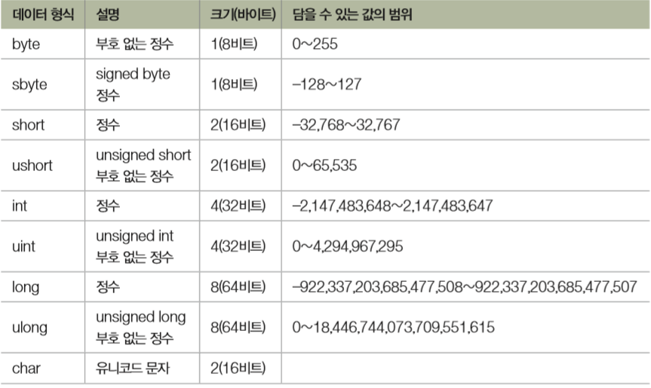 데이터 형식 설명 크기(바이트) 담을 수 있는 값의 범위
byte 부호 없는 정수 1(8비트) 0~255
sbyte signed byte 정수 1(8비트) -128~127
short 정수 2(16비트) -32,768~32,767
ushort unsigned short 부호 없는 정수 2(16비트) 0~65,535
int 정수 4(32비트) -2,147,483,648~2,147,483,647
uint unsigned int 부호 없는 정수 4(32비트) 0~4,294,967,295
long 정수 8(64비트) -922,337,203,685,477,508~922,337,203,685,477,507
ulong unsigned long 부호 없는 정수 8(64비트) 0~18,446,744,073,709,551,615
char 유니코드 문자 2(16비트)